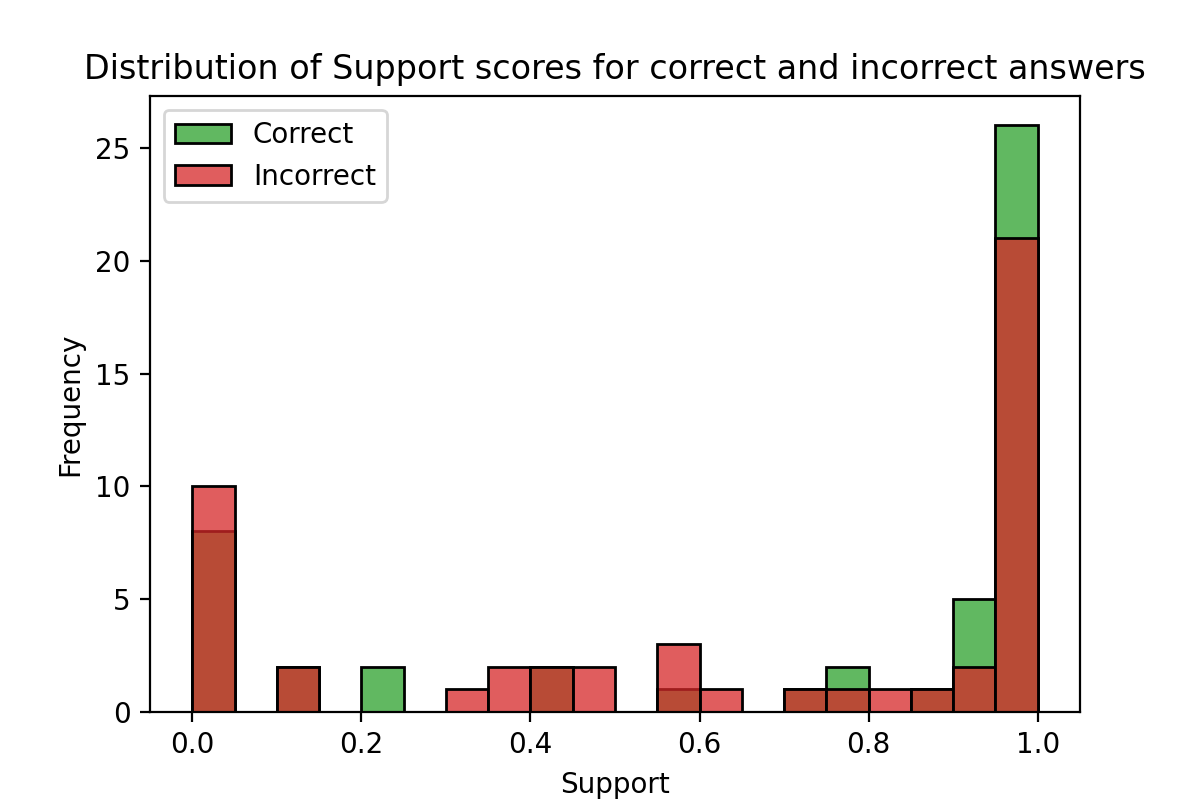 Distribution of Support scores for correct and incorrect answers
Correct
Incorrect
25
20
15
10
5
0
Frequency
0.0 0.2 0.4 0.6 0.8 1.0
Support